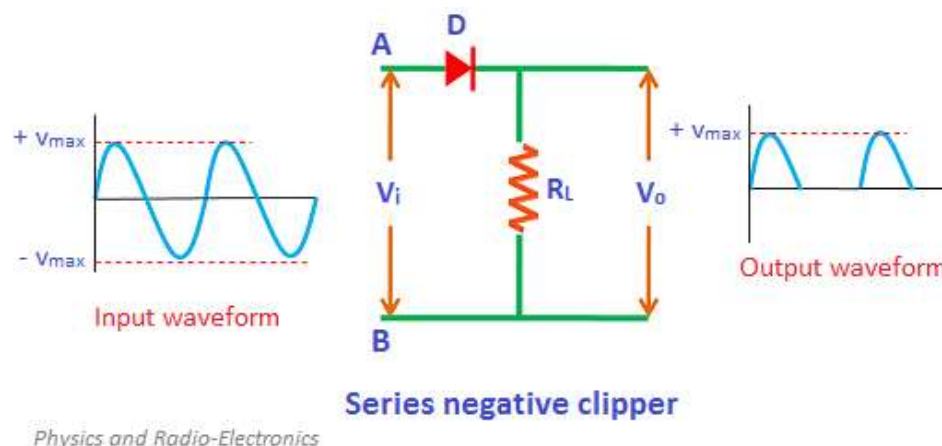 D
A
+ Vmax
+ Vmax
Vi
RL
Vo
- Vmax
Output waveform
Input waveform
B
Series negative clipper
Physics and Radio-Electronics